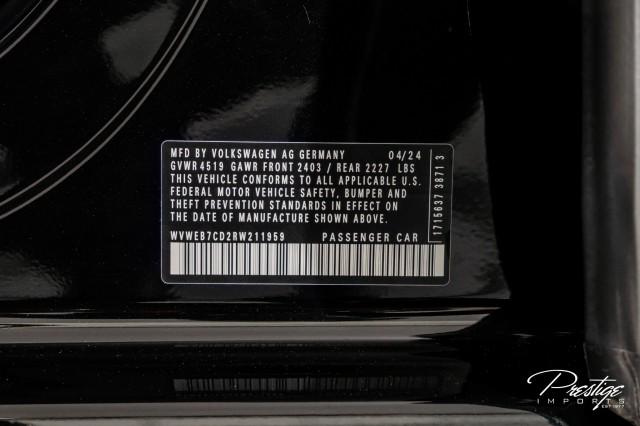 MFD BY VOLKSWAGEN AG GERMANY 04/24
GVWR 4519 GAWR FRONT 2403 / REAR 2227 LBS
THIS VEHICLE CONFORMS TO ALL APPLICABLE U.S.
FEDERAL MOTOR VEHICLE SAFETY, BUMPER AND
THEFT PREVENTION STANDARDS IN EFFECT ON
THE DATE OF MANUFACTURE SHOWN ABOVE.
WVWEB7CD2RW211959 PASSENGER CAR
1715637 3871 3
Prestige
IMPORTS
EST 1977